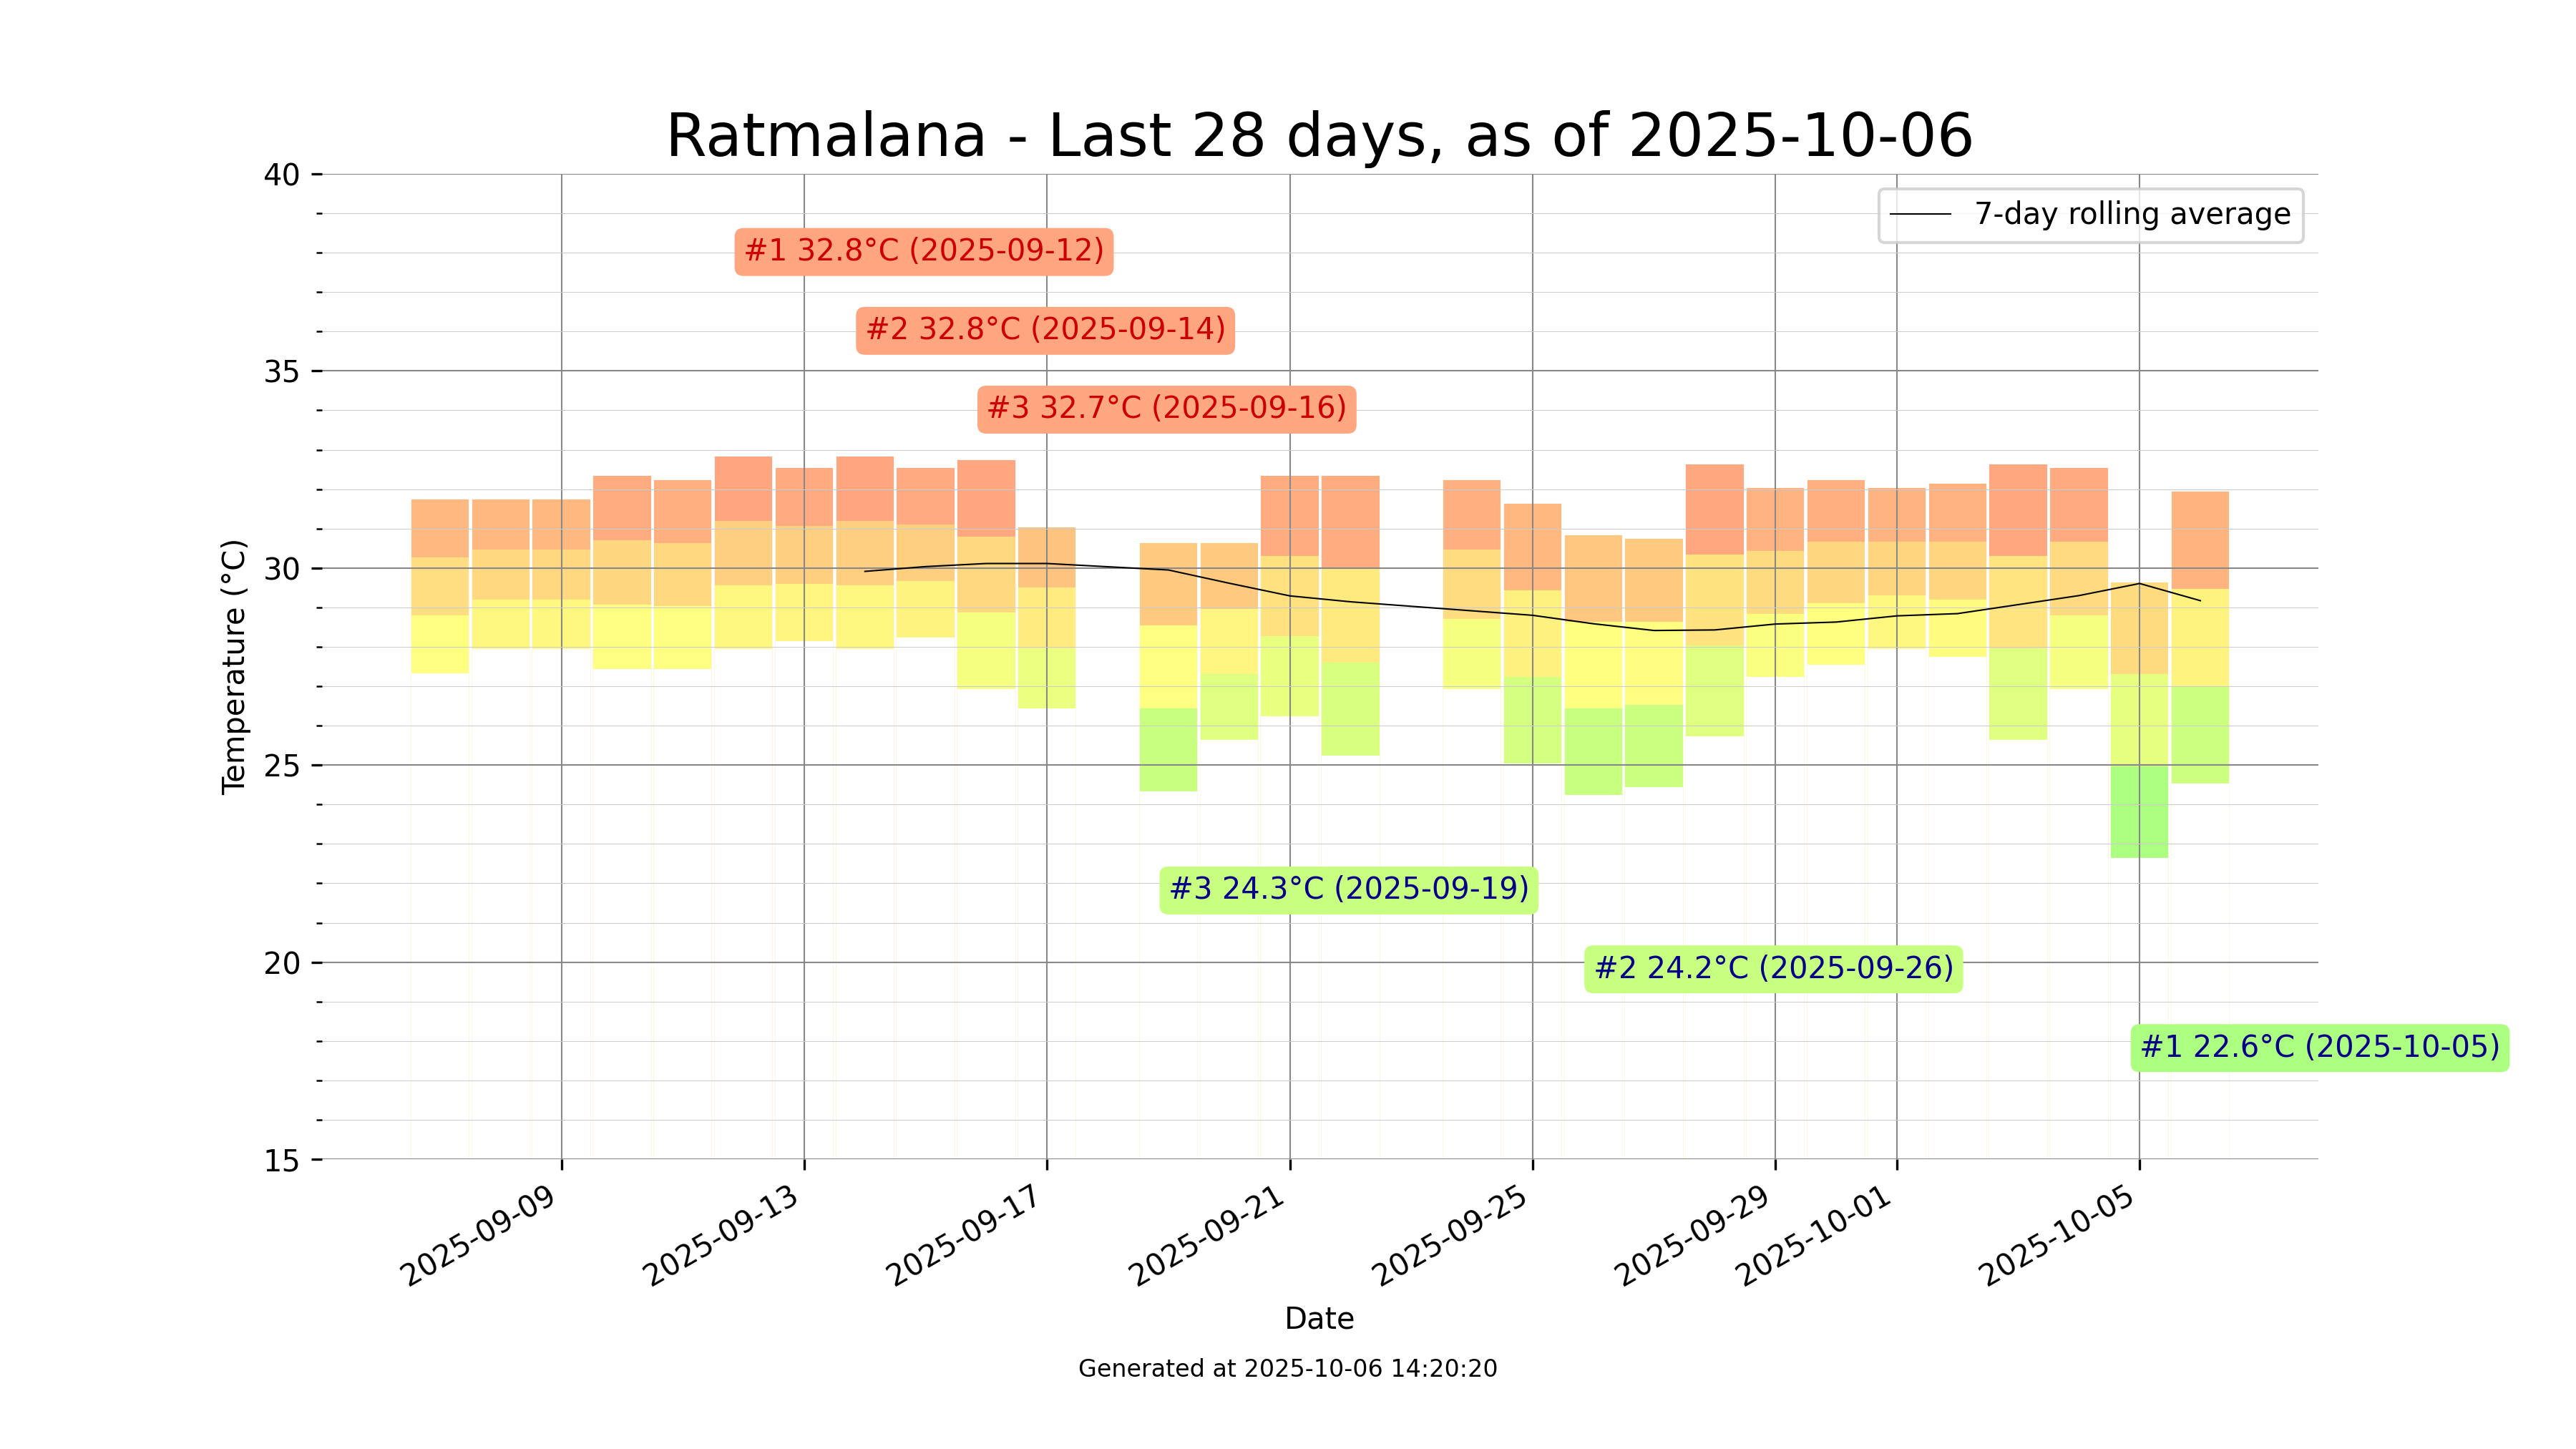 Ratmalana - Last 28 days, as of 2025-10-06
7-day rolling average
#1 32.8°C (2025-09-12)
#2 32.8°C (2025-09-14)
#3 32.7°C (2025-09-16)
#3 24.3°C (2025-09-19)
#2 24.2°C (2025-09-26)
#1 22.6°C (2025-10-05)
Temperature (°C)
40
35
30
25
20
15
2025-09-09
2025-09-13
2025-09-17
2025-09-21
2025-09-25
2025-09-29
2025-10-01
2025-10-05
Date
Generated at 2025-10-06 14:20:20